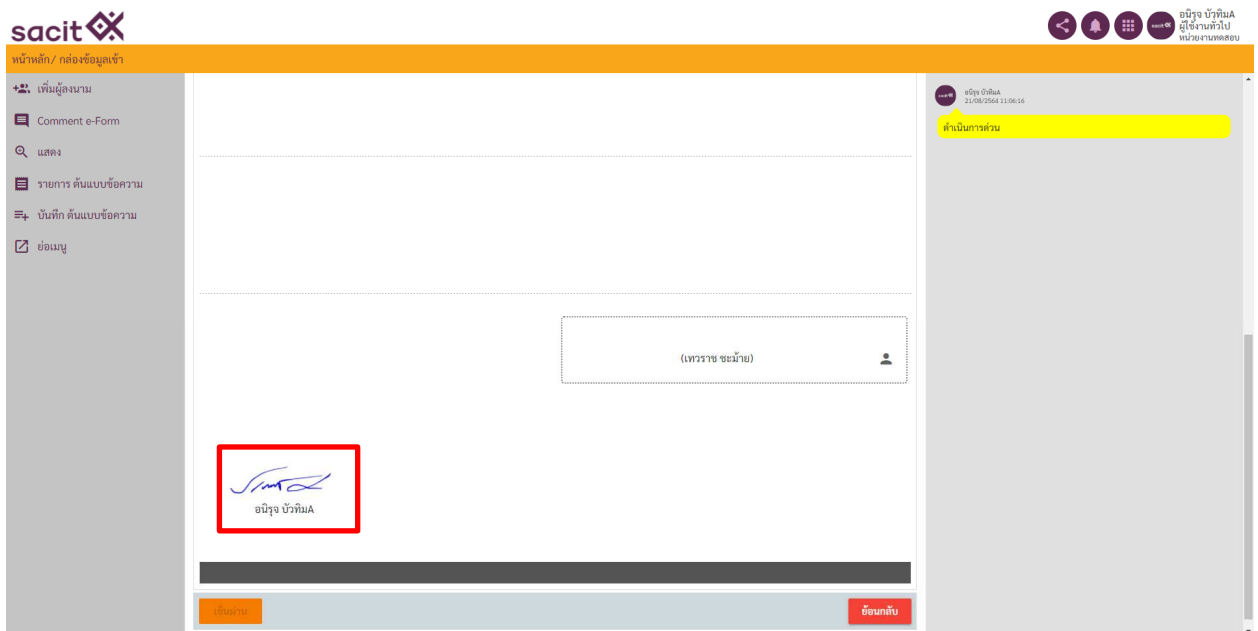 sacit
อนิรุจ บัวทิมA
ผู้ใช้งานทั่วไป
หน่วยงานทดสอบ
หน้าหลัก/ กล่องข้อมูลเข้า
เพิ่มผู้ลงนาม
Comment e-Form
แสดง
รายการ ต้นแบบข้อความ
บันทึก ต้นแบบข้อความ
ย่อเมนู
อนิรุจ บัวทิมA
21/08/2564 11:06:16
ดำเนินการด่วน
(เทวราช ชะม้าย)
อนิรุจ บัวทิมA
เซ็นผ่าน
ย้อนกลับ